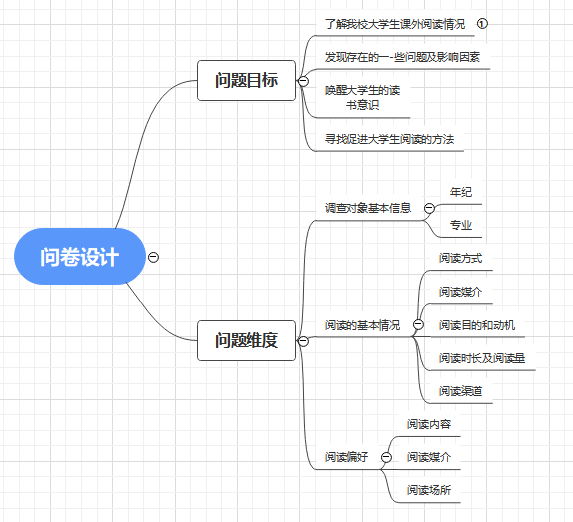 了解我校大学生课外阅读情况
1
发现存在的一-些问题及影响因素
问题目标
唤醒大学生的读
书意识
寻找促进大学生阅读的方法
年纪
调查对象基本信息
专业
问卷设计
阅读方式
阅读媒介
问题维度
阅读的基本情况
阅读目的和动机
阅读时长及阅读量
阅读渠道
阅读内容
阅读偏好
阅读媒介
阅读场所